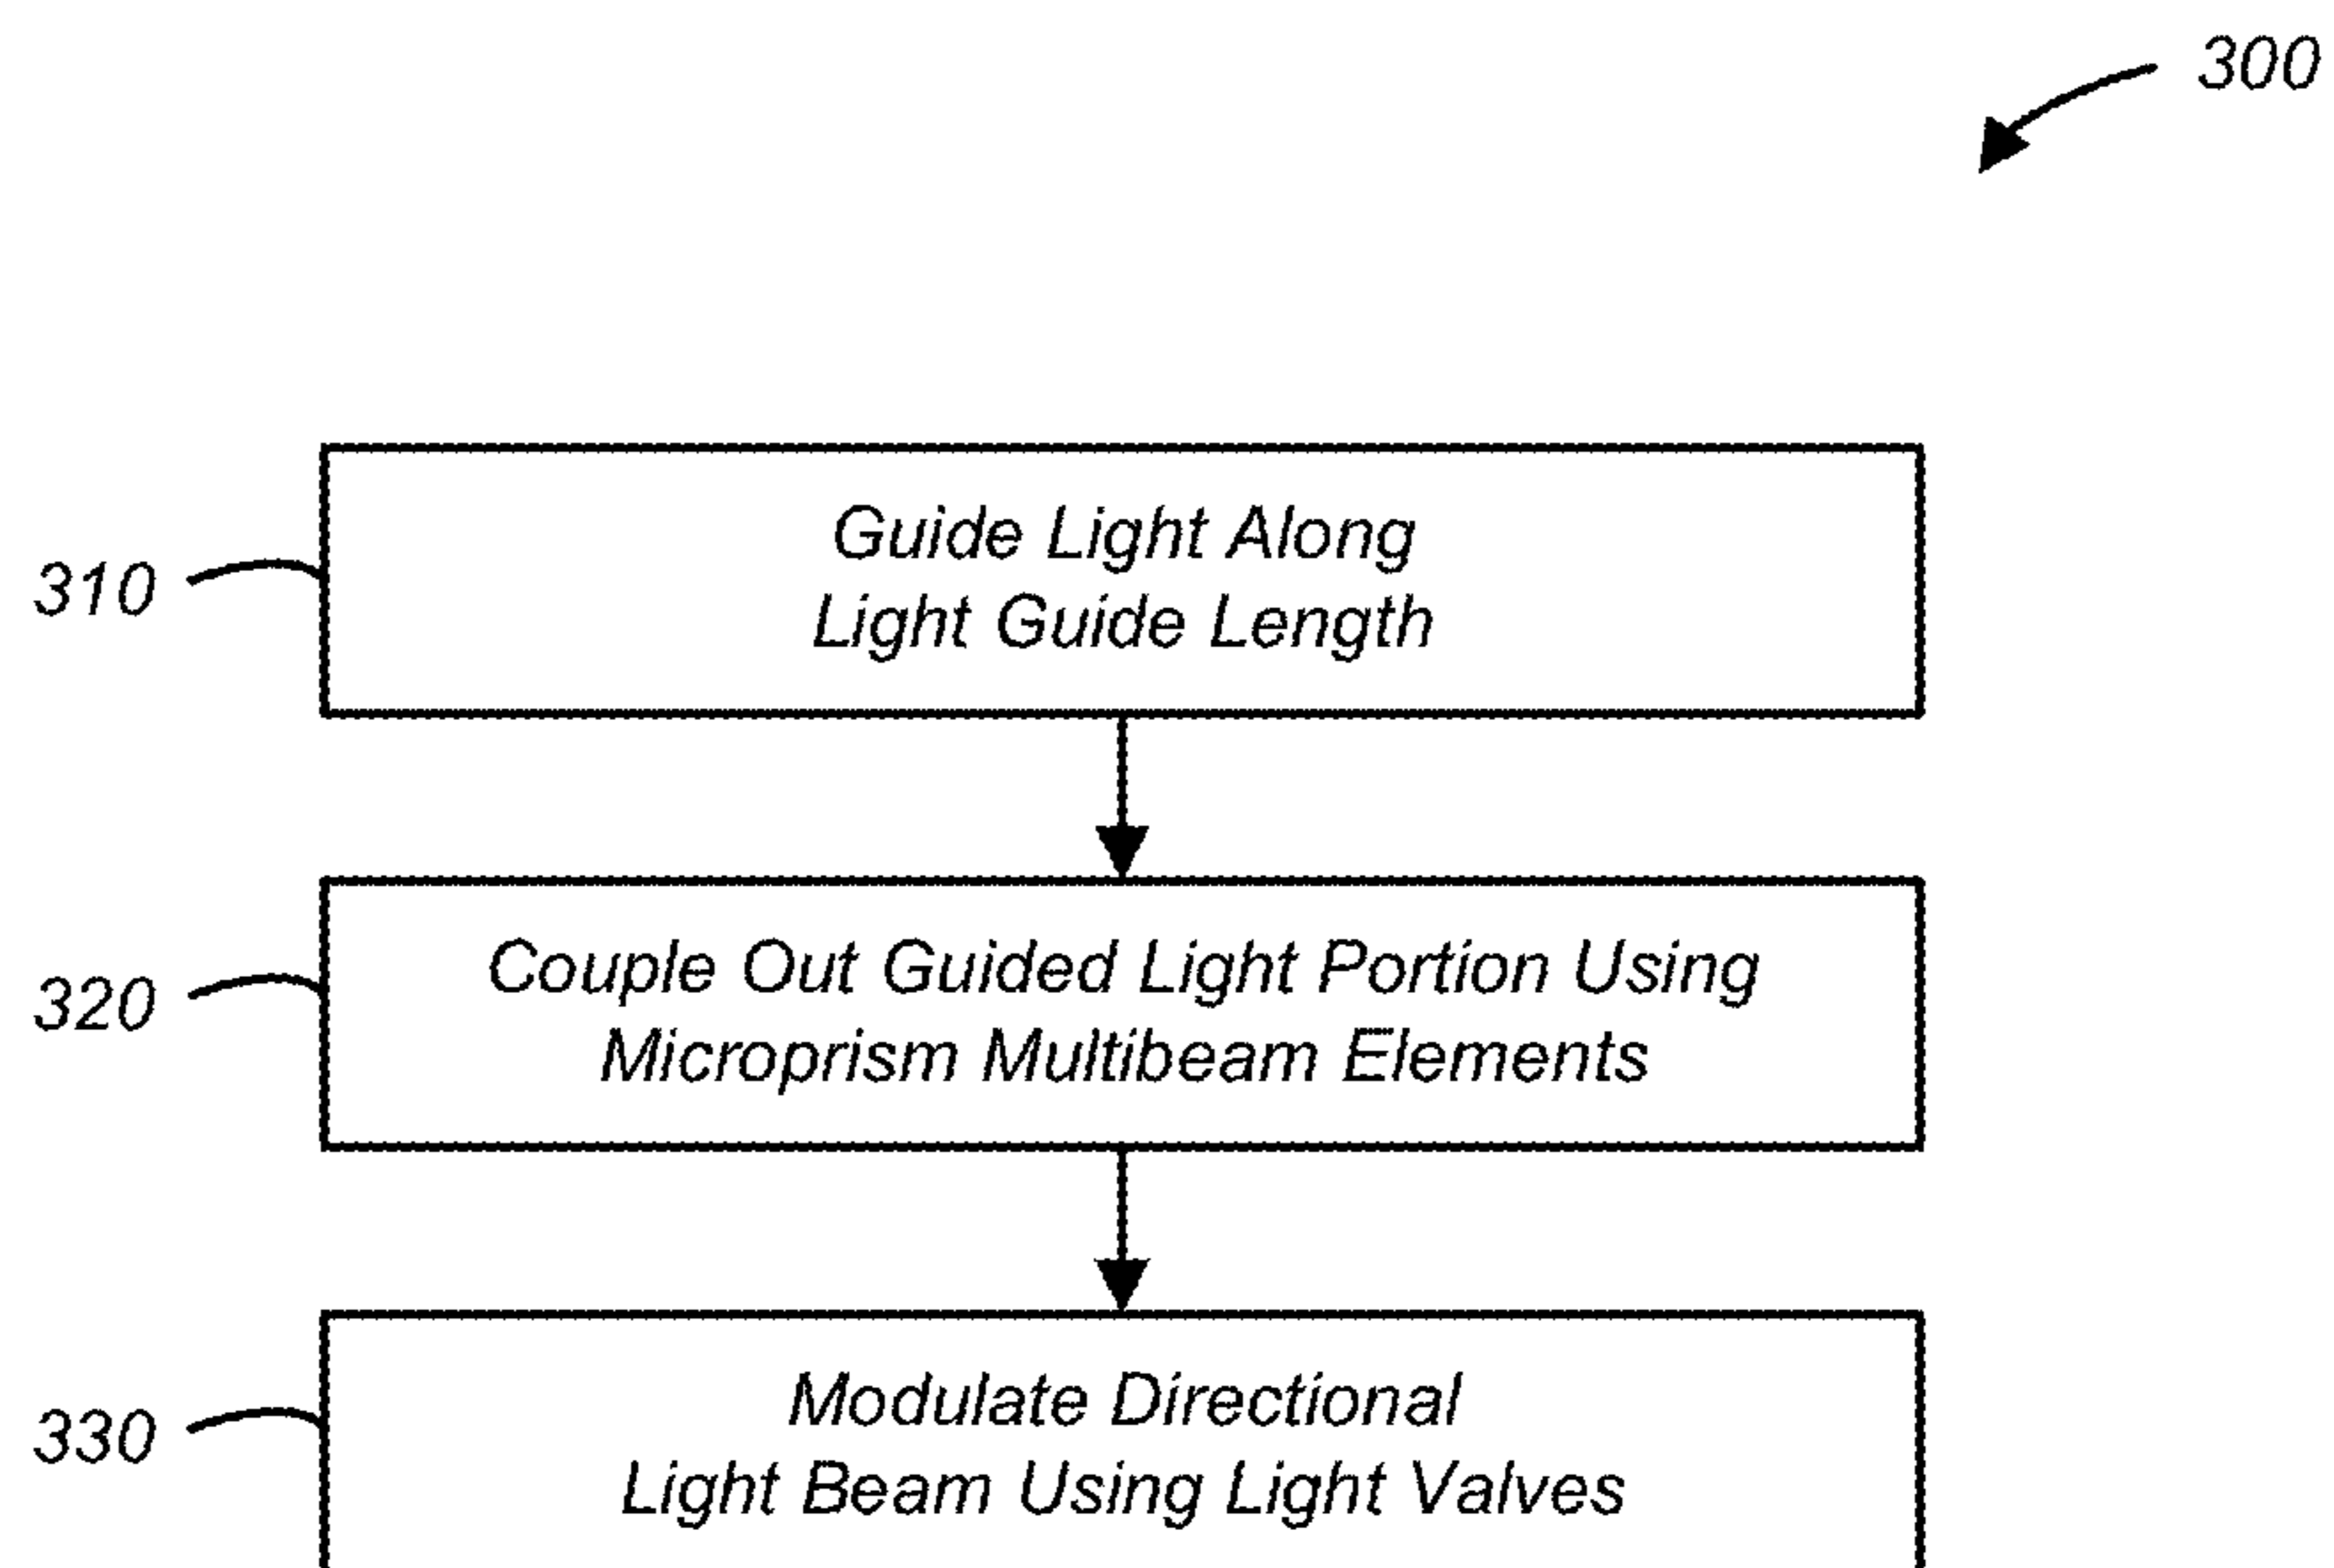 300
310
Guide Light Along
Light Guide Length
320
Couple Out Guided Light Portion Using
Microprism Multibeam Elements
330
Modulate Directional
Light Beam Using Light Valves